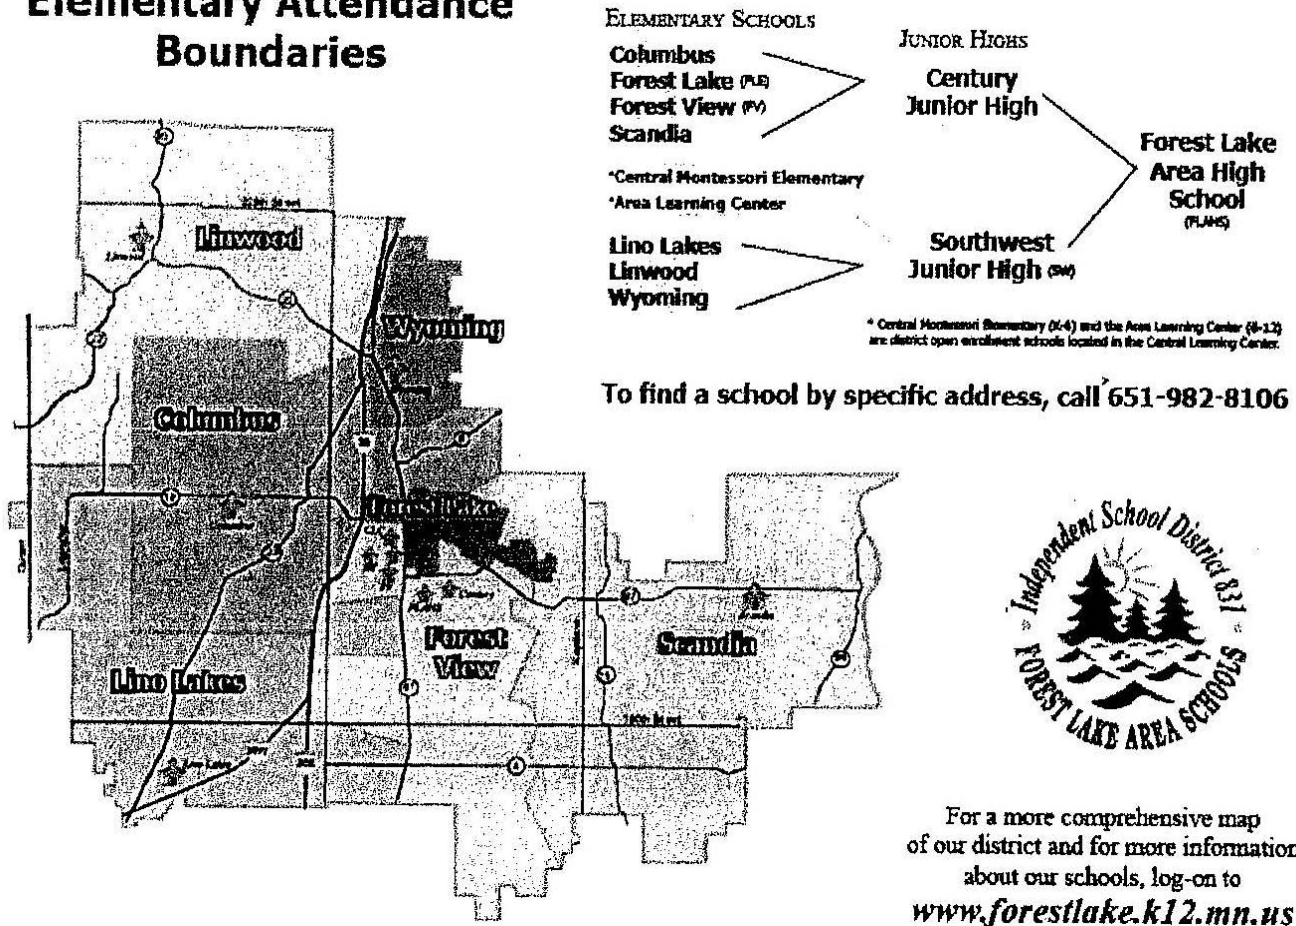 Elementary Attendance
Boundaries
ELEMENTARY SCHOOLS
Columbus
Forest Lake (FLE)
Forest View (FV)
Scandia
*Central Montessori Elementary
*Area Learning Center
Lino Lakes
Linwood
Wyoming
JUNIOR HIGHS
Century
Junior High
Southwest
Junior High (SW)
Forest Lake
Area High
School
(FLAHS)
* Central Montessori Elementary (K-6) and the Area Learning Center (8-12)
are district open enrollment schools located in the Central Learning Center.
To find a school by specific address, call 651-982-8106
Linwood
Wyoming
Columbus
Forest Lake
Century
FLAHS
Forest
View
Scandia
Lino Lakes
Lino Lakes
Independent School District 831
FOREST LAKE AREA SCHOOLS
For a more comprehensive map
of our district and for more information
about our schools, log-on to
www.forestlake.k12.mn.us